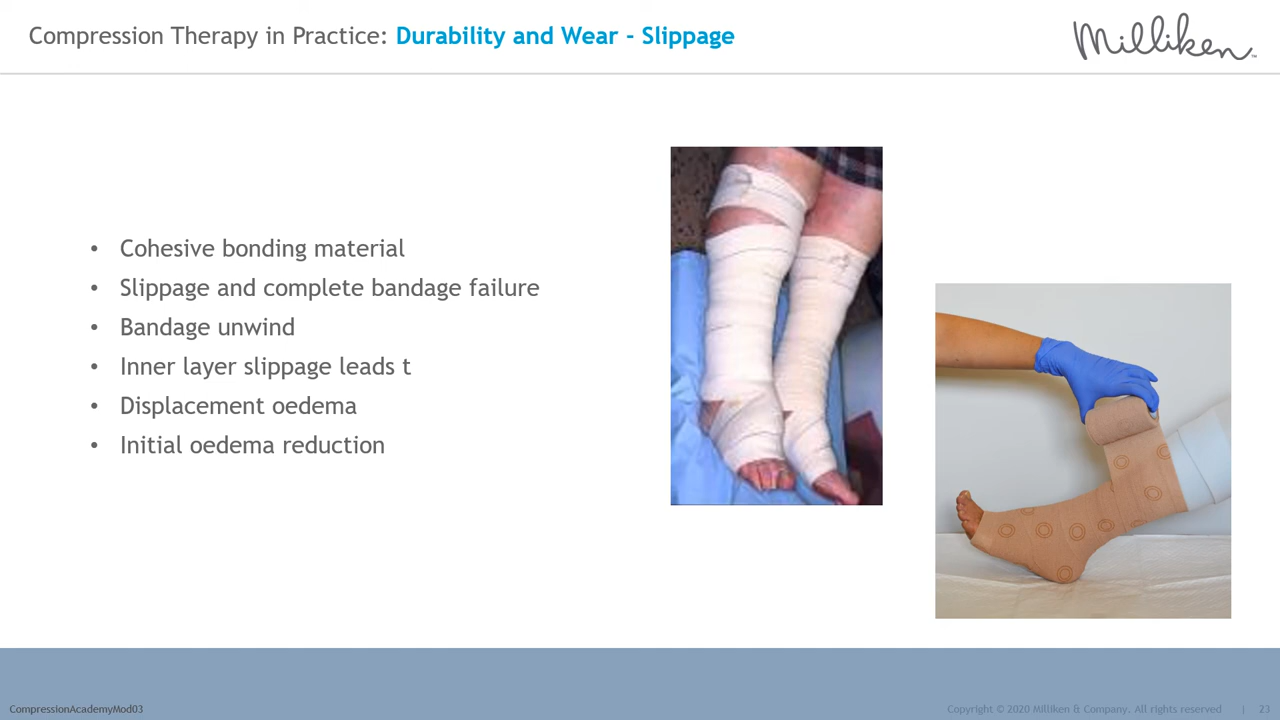 Compression Therapy in Practice: Durability and Wear - Slippage
Milliken™
• Cohesive bonding material
• Slippage and complete bandage failure
• Bandage unwind
• Inner layer slippage leads t
• Displacement oedema
• Initial oedema reduction
CompressionAcademyMod03
Copyright © 2020 Milliken & Company. All rights reserved | 23